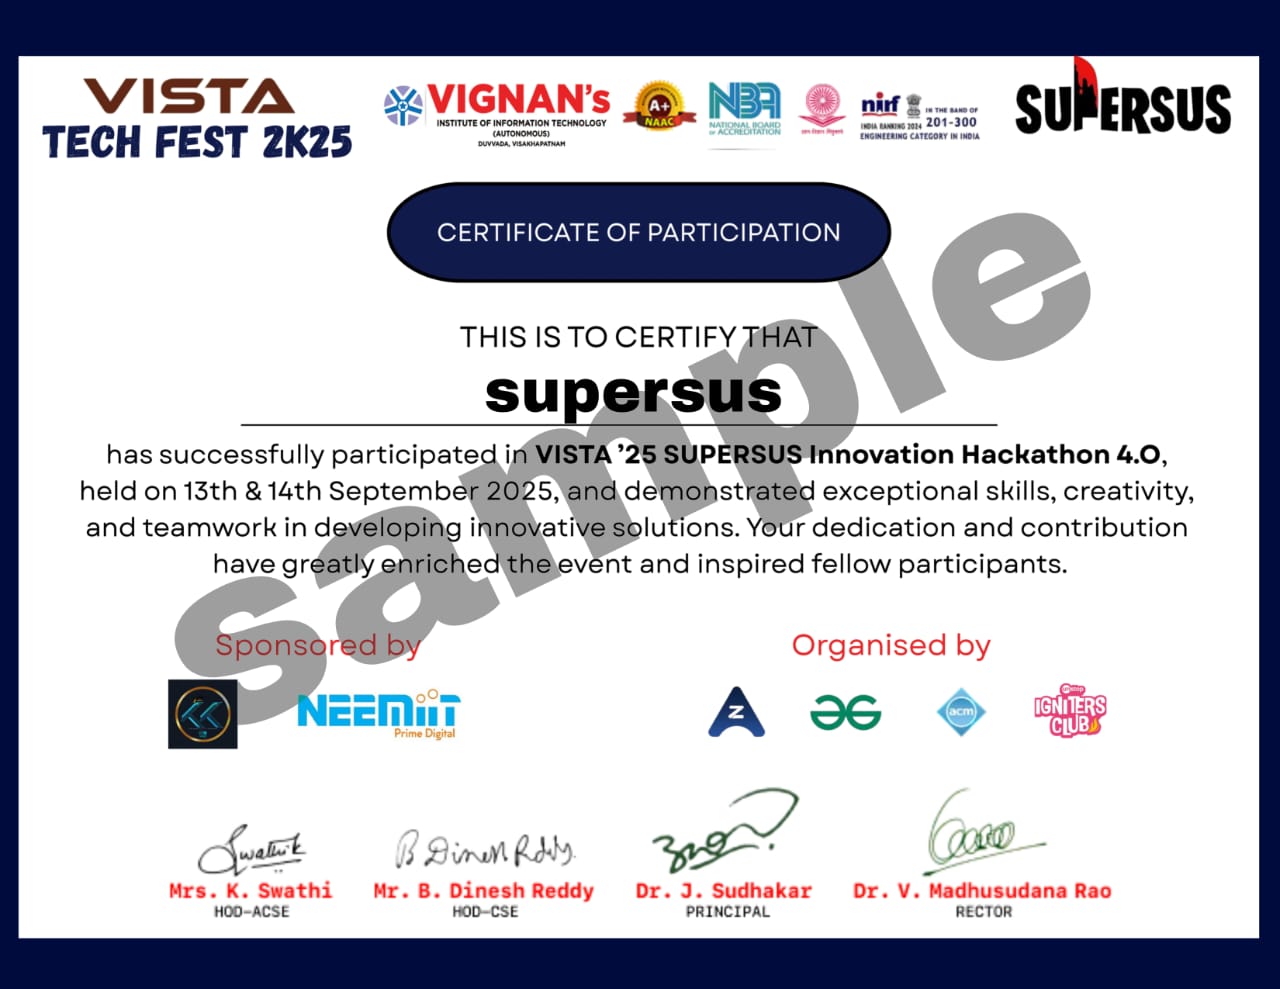 VISTA
TECH FEST 2K25
VIGNAN's
INSTITUTE OF INFORMATION TECHNOLOGY
(AUTONOMOUS)
DUVVADA, VISAKHAPATNAM
A+
NAAC
NBA
NATIONAL BOARD
of ACCREDITATION
nirf
INDIA RANKING 2024
IN THE BAND OF
201-300
ENGINEERING CATEGORY IN INDIA
SUPERSUS
CERTIFICATE OF PARTICIPATION
THIS IS TO CERTIFY THAT
supersus
has successfully participated in VISTA ’25 SUPERSUS Innovation Hackathon 4.O,
held on 13th & 14th September 2025, and demonstrated exceptional skills, creativity,
and teamwork in developing innovative solutions. Your dedication and contribution
have greatly enriched the event and inspired fellow participants.
sample
Sponsored by
Organised by
NEEMIIT
Prime Digital
Z
acm
IGNITERS
CLUB
Swathi k
B Dinesh Reddy
Mrs. K. Swathi
HOD-ACSE
Mr. B. Dinesh Reddy
HOD-CSE
Dr. J. Sudhakar
PRINCIPAL
Dr. V. Madhusudana Rao
RECTOR